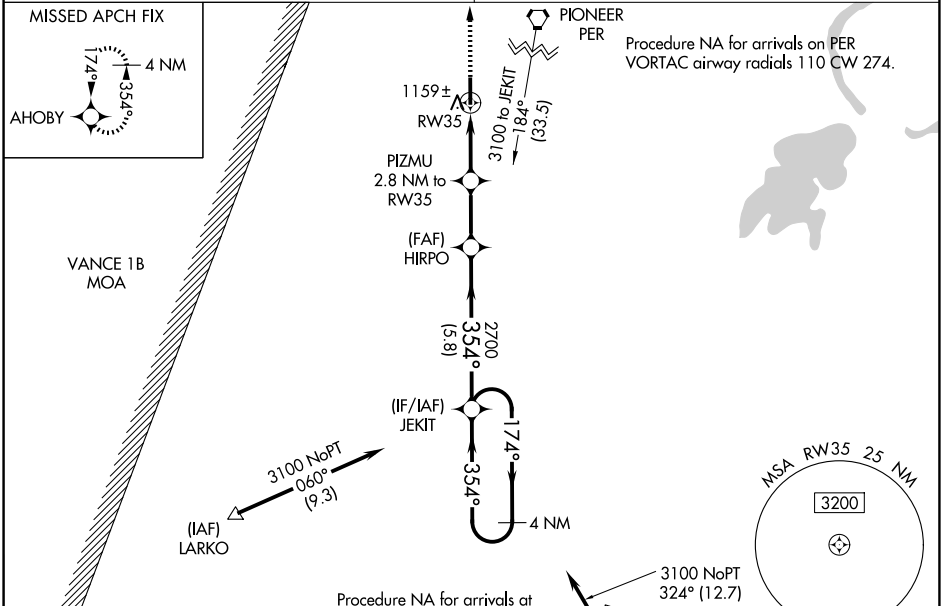 MISSED APCH FIX
174°
354°
4 NM
AHOBY
PIONEER
PER
Procedure NA for arrivals on PER
VORTAC airway radials 110 CW 274.
3100 to JEKIT
184°
(33.5)
1159±
RW35
PIZMU
2.8 NM to
RW35
(FAF)
HIRPO
VANCE 1B
MOA
2700
354°
(5.8)
(IF/IAF)
JEKIT
174°
354°
4 NM
3100 NoPT
060°
(9.3)
(IAF)
LARKO
MSA RW35 25 NM
3200
3100 NoPT
324° (12.7)
Procedure NA for arrivals at